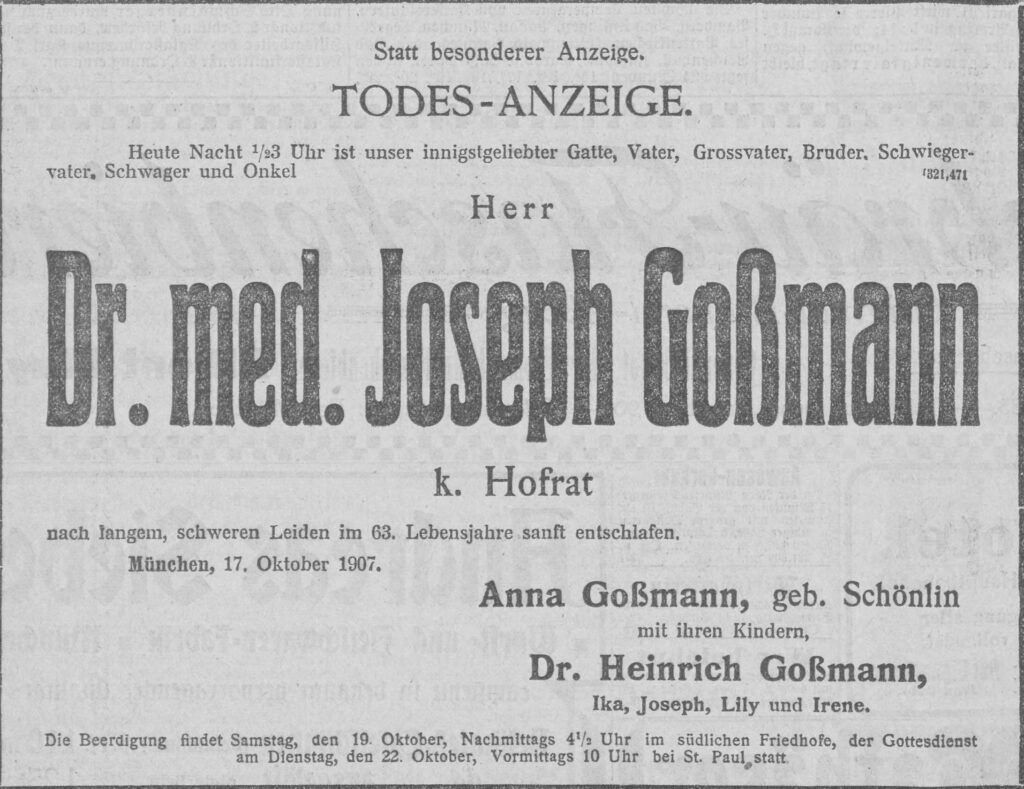 Statt besonderer Anzeige.
TODES-ANZEIGE.
Heute Nacht ½3 Uhr ist unser innigstgeliebter Gatte, Vater, Grossvater, Bruder. Schwieger-
vater, Schwager und Onkel
321,471
Herr
Dr. med. Joseph Goßmann
k. Hofrat
nach langem, schweren Leiden im 63. Lebensjahre sanft entschlafen.
München, 17. Oktober 1907.
Anna Goßmann, geb. Schönlin
mit ihren Kindern,
Dr. Heinrich Goßmann,
Ika, Joseph, Lily und Irene.
Die Beerdigung findet Samstag, den 19. Oktober, Nachmittags 4½ Uhr im südlichen Friedhofe, der Gottesdienst
am Dienstag, den 22. Oktober, Vormittags 10 Uhr bei St. Paul statt.